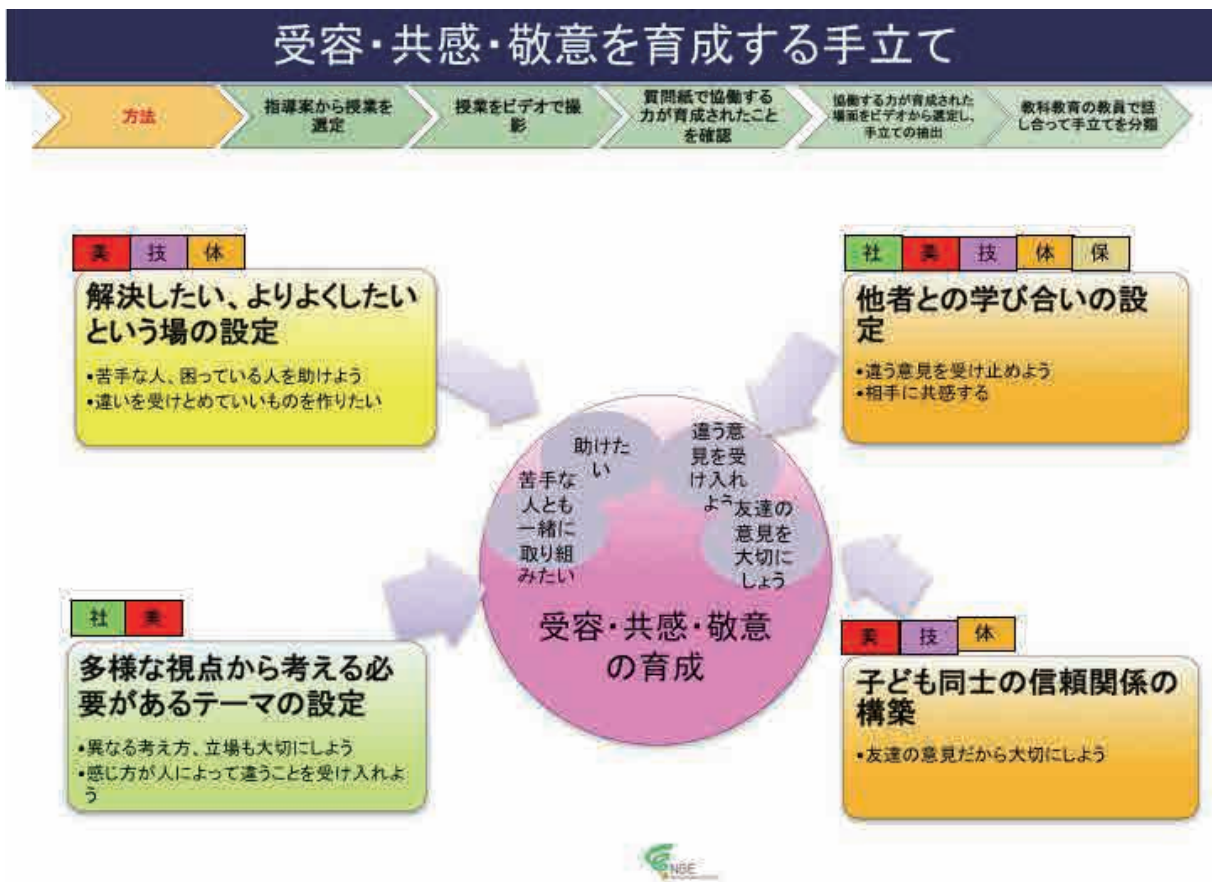 受容・共感・敬意を育成する手立て
方法
指導案から授業を
選定
授業をビデオで撮
影
質問紙で協働する
力が育成されたこと
を確認
協働する力が育成された
場面をビデオから選定し、
手立ての抽出
教科教育の教員で話
し合って手立てを分類
美 技 体
解決したい、よりよくしたい
という場の設定
•苦手な人、困っている人を助けよう
•違いを受けとめていいものを作りたい
社 美 技 体 保
他者との学び合いの設
定
•違う意見を受け止めよう
•相手に共感する
助けた
い
違う意
見を受
け入れ
よう
苦手な
人とも
一緒に
取り組
みたい
友達の
意見を
大切に
しよう
受容・共感・敬意
の育成
社 美
多様な視点から考える必
要があるテーマの設定
•異なる考え方、立場も大切にしよう
•感じ方が人によって違うことを受け入れよ
う
美 技 体
子ども同士の信頼関係の
構築
•友達の意見だから大切にしよう
NGE